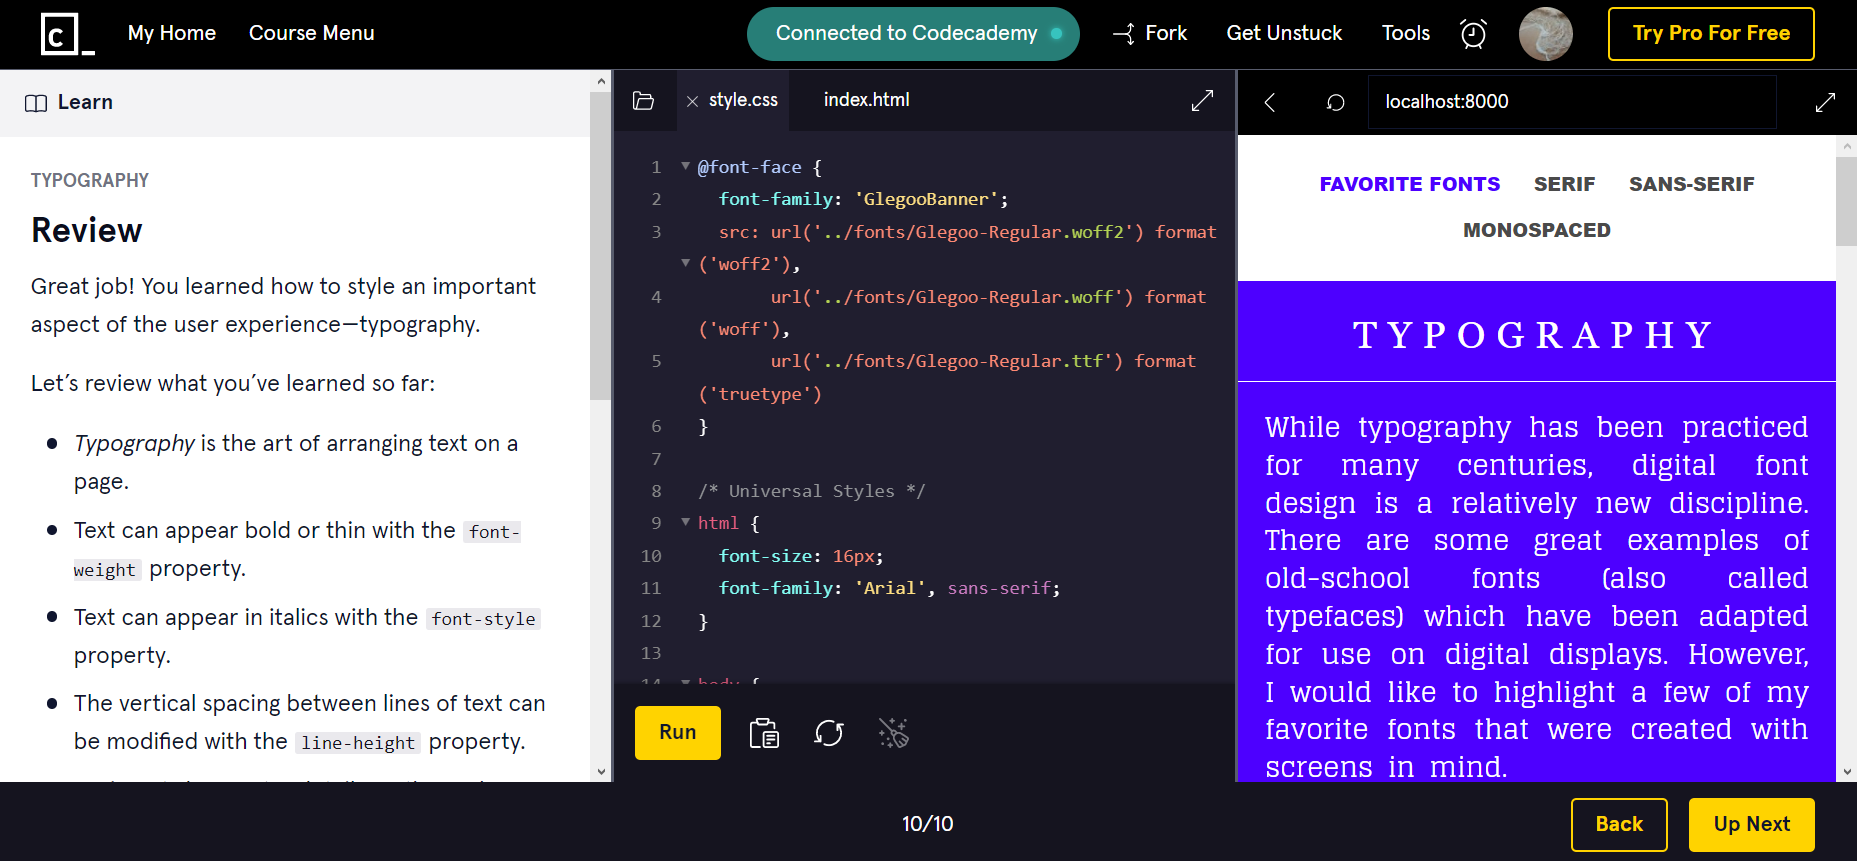 My Home
Course Menu
Connected to Codecademy
Fork
Get Unstuck
Tools
Try Pro For Free
Learn
TYPOGRAPHY
Review
Great job! You learned how to style an important
aspect of the user experience—typography.
Let's review what you've learned so far:
Typography is the art of arranging text on a
page.
Text can appear bold or thin with the font-
weight property.
Text can appear in italics with the font-style
property.
The vertical spacing between lines of text can
be modified with the line-height property.
style.css
index.html
1 @font-face {
2 font-family: 'GlegooBanner';
3 src: url('../fonts/Glegoo-Regular.woff2') format
('woff2'),
4 url('../fonts/Glegoo-Regular.woff') format
('woff'),
5 url('../fonts/Glegoo-Regular.ttf') format
('truetype')
6 }
7
8 /* Universal Styles */
9 html {
10 font-size: 16px;
11 font-family: 'Arial', sans-serif;
12 }
13
14 body {
Run
localhost:8000
FAVORITE FONTS SERIF SANS-SERIF
MONOSPACED
TYPOGRAPHY
While typography has been practiced
for many centuries, digital font
design is a relatively new discipline.
There are some great examples of
old-school fonts (also called
typefaces) which have been adapted
for use on digital displays. However,
I would like to highlight a few of my
favorite fonts that were created with
screens in mind.
10/10
Back
Up Next